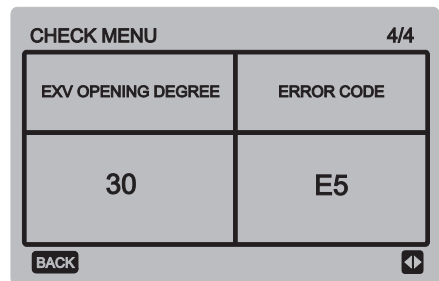 CHECK MENU 4/4
EXV OPENING DEGREE ERROR CODE
30 E5
BACK